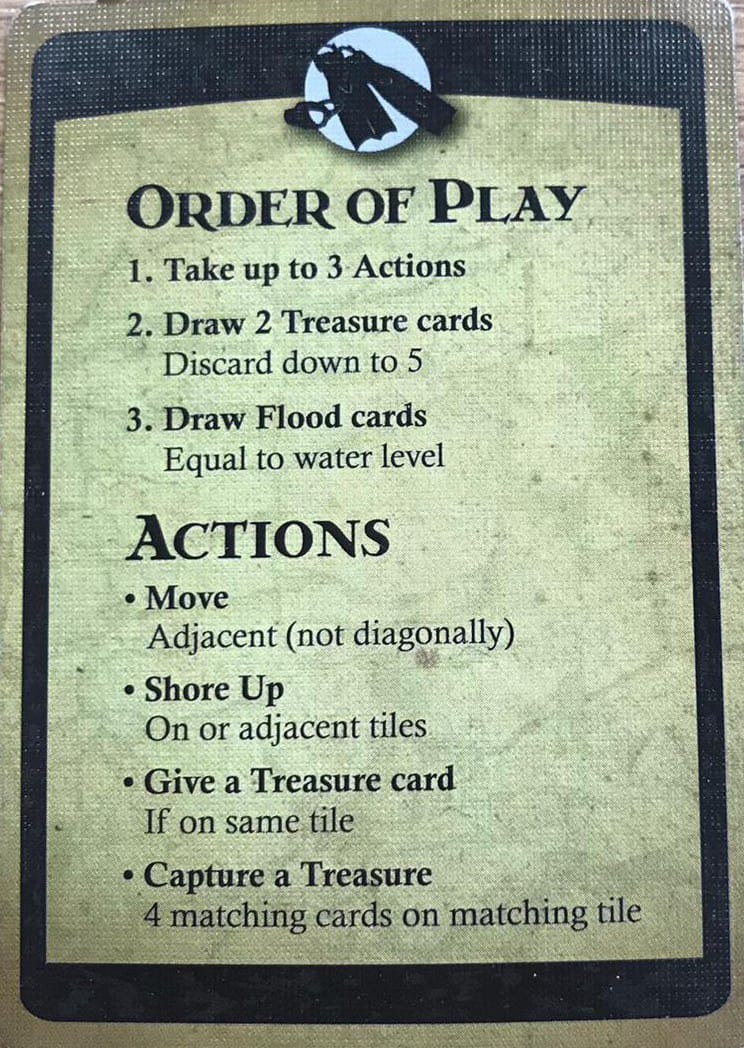 ORDER OF PLAY
1. Take up to 3 Actions
2. Draw 2 Treasure cards
Discard down to 5
3. Draw Flood cards
Equal to water level
ACTIONS
• Move
Adjacent (not diagonally)
• Shore Up
On or adjacent tiles
• Give a Treasure card
If on same tile
• Capture a Treasure
4 matching cards on matching tile